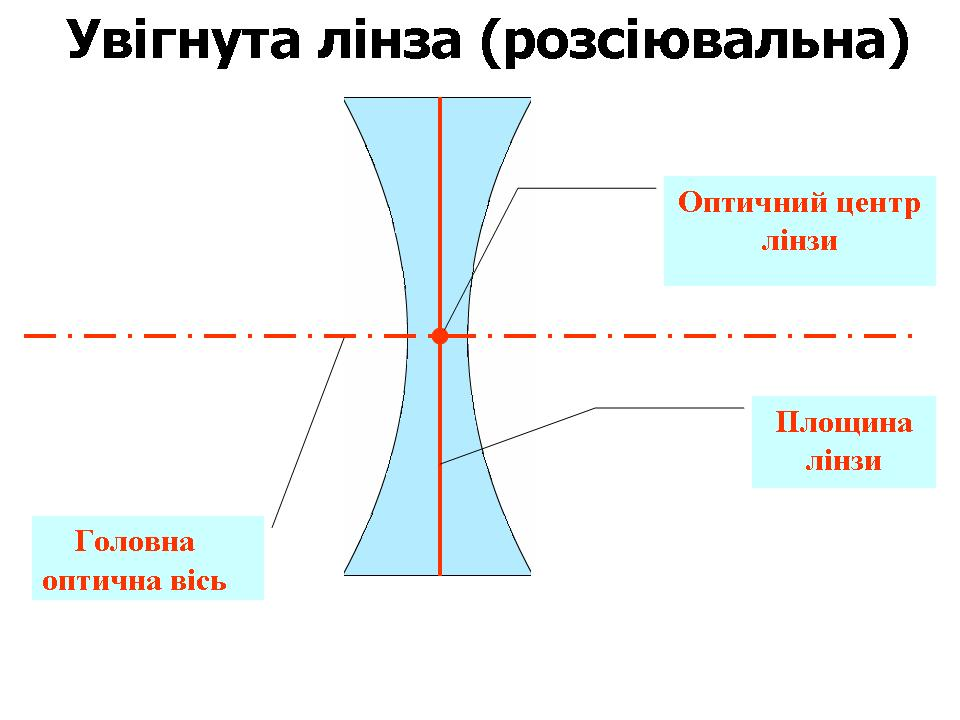 Увігнута лінза (розсіювальна)
Оптичний центр
лінзи
Площина
лінзи
Головна
оптична вісь